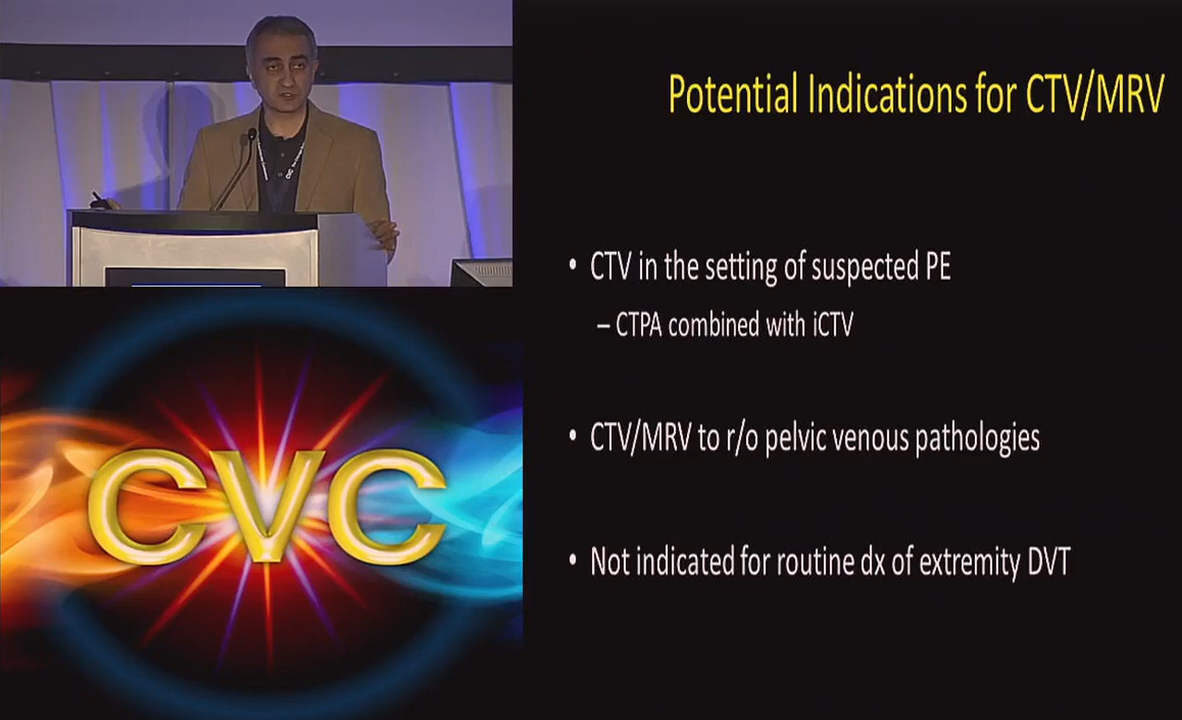 Potential Indications for CTV/MRV
• CTV in the setting of suspected PE
– CTPA combined with iCTV
• CTV/MRV to r/o pelvic venous pathologies
• Not indicated for routine dx of extremity DVT
CVC